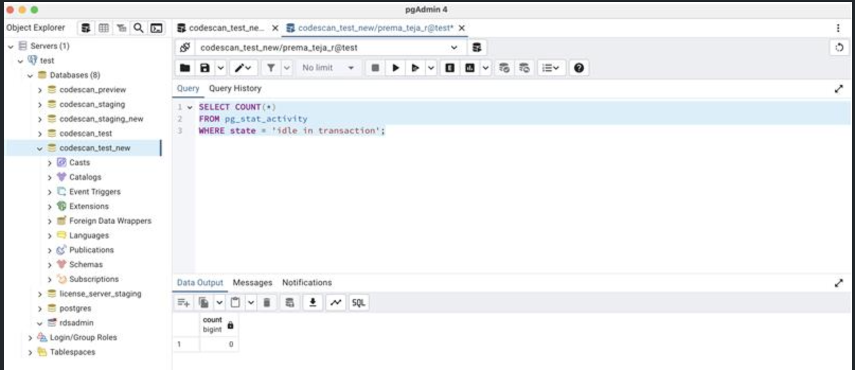 pgAdmin 4
Object Explorer
codescan_test_ne...
codescan_test_new/prema_teja_r@test*
Servers (1)
test
Databases (8)
codescan_preview
codescan_staging
codescan_staging_new
codescan_test
codescan_test_new
Casts
Catalogs
Event Triggers
Extensions
Foreign Data Wrappers
Languages
Publications
Schemas
Subscriptions
license_server_staging
postgres
rdsadmin
Login/Group Roles
Tablespaces
codescan_test_new/prema_teja_r@test
No limit
E
Query Query History
1 SELECT COUNT(*)
2 FROM pg_stat_activity
3 WHERE state = 'idle in transaction';
Data Output Messages Notifications
SQL
count
bigint
1 0